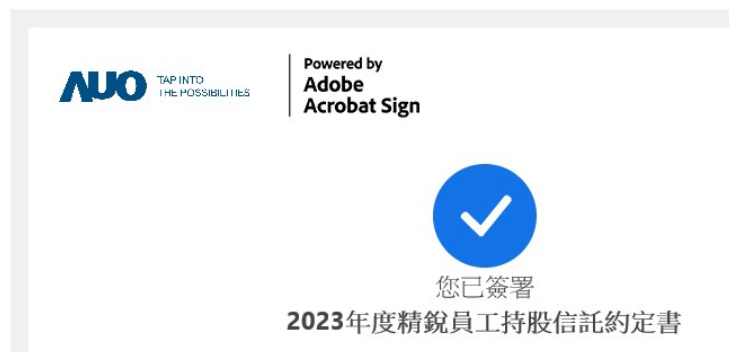 AUO
TAP INTO
THE POSSIBILITIES
Powered by
Adobe
Acrobat Sign
您已簽署
2023年度精銳員工持股信託約定書